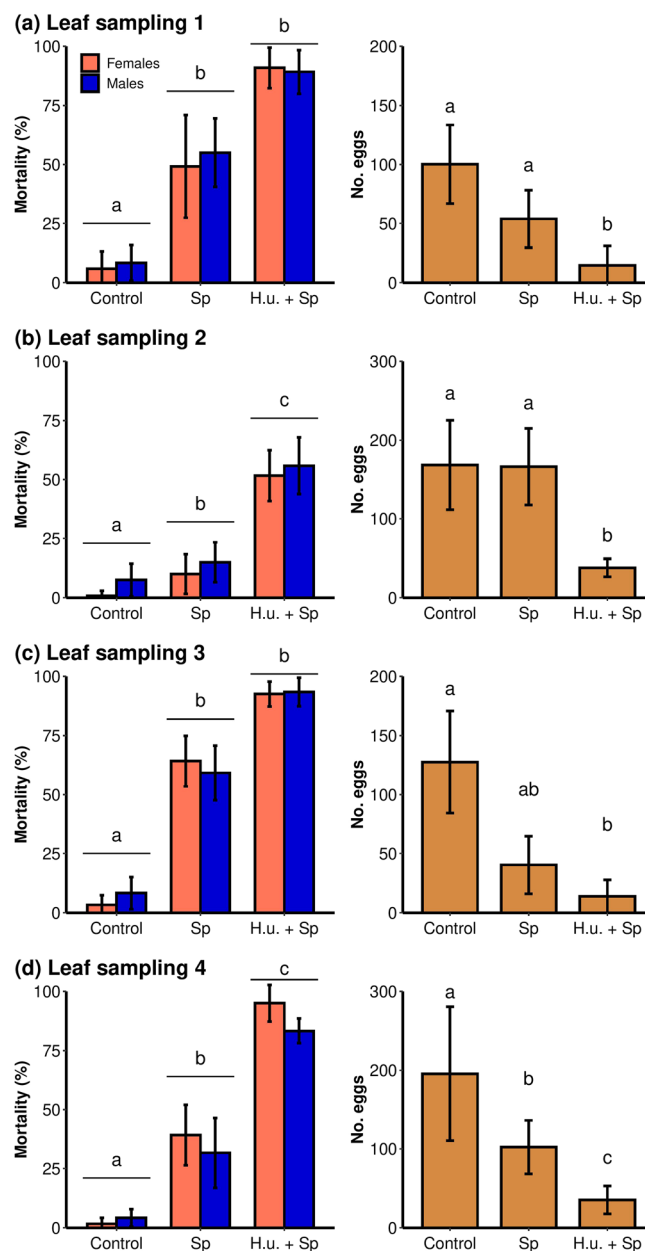 (a) Leaf sampling 1
Mortality (%)
100
75
50
25
0
Females
Males
a
b
b
Control
Sp
H.u. + Sp
No. eggs
200
150
100
50
0
a
a
b
Control
Sp
H.u. + Sp
(b) Leaf sampling 2
Mortality (%)
100
75
50
25
0
a
b
c
Control
Sp
H.u. + Sp
No. eggs
300
200
100
0
a
a
b
Control
Sp
H.u. + Sp
(c) Leaf sampling 3
Mortality (%)
100
75
50
25
0
a
b
b
Control
Sp
H.u. + Sp
No. eggs
200
150
100
50
0
a
ab
b
Control
Sp
H.u. + Sp
(d) Leaf sampling 4
Mortality (%)
100
75
50
25
0
a
b
c
Control
Sp
H.u. + Sp
No. eggs
300
200
100
0
a
b
c
Control
Sp
H.u. + Sp